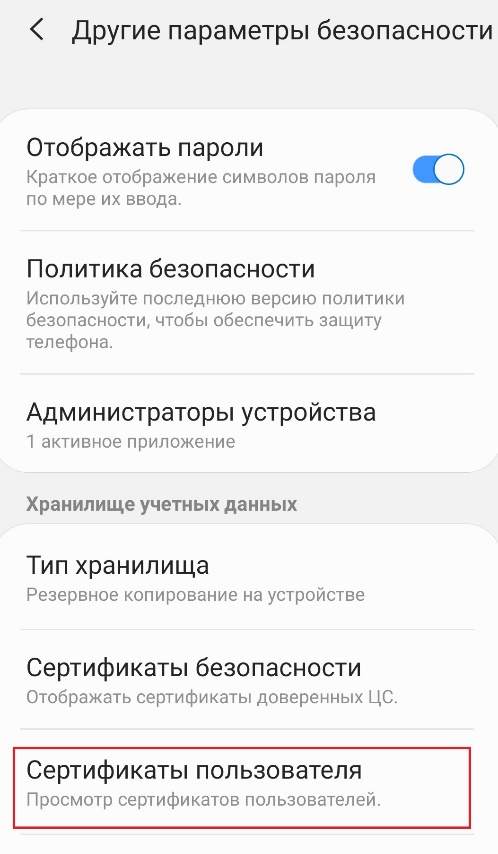 Другие параметры безопасности
Отображать пароли
Краткое отображение символов пароля
по мере их ввода.
Политика безопасности
Используйте последнюю версию политики
безопасности, чтобы обеспечить защиту
телефона.
Администраторы устройства
1 активное приложение
Хранилище учетных данных
Тип хранилища
Резервное копирование на устройстве
Сертификаты безопасности
Отображать сертификаты доверенных ЦС.
Сертификаты пользователя
Просмотр сертификатов пользователей.